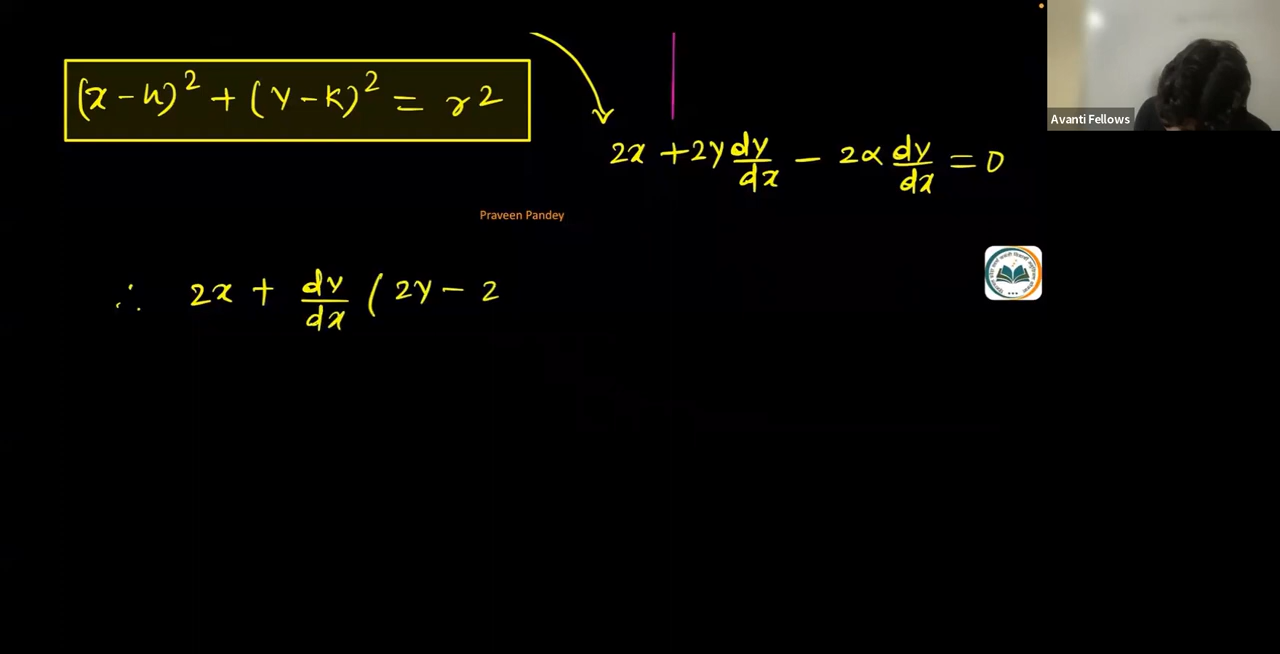 (x-h)² + (y-k)² = r2
Avanti Fellows
2x + 2y dy/dx - 2α dy/dx = 0
Praveen Pandey
∴ 2x + dy/dx (2y - 2